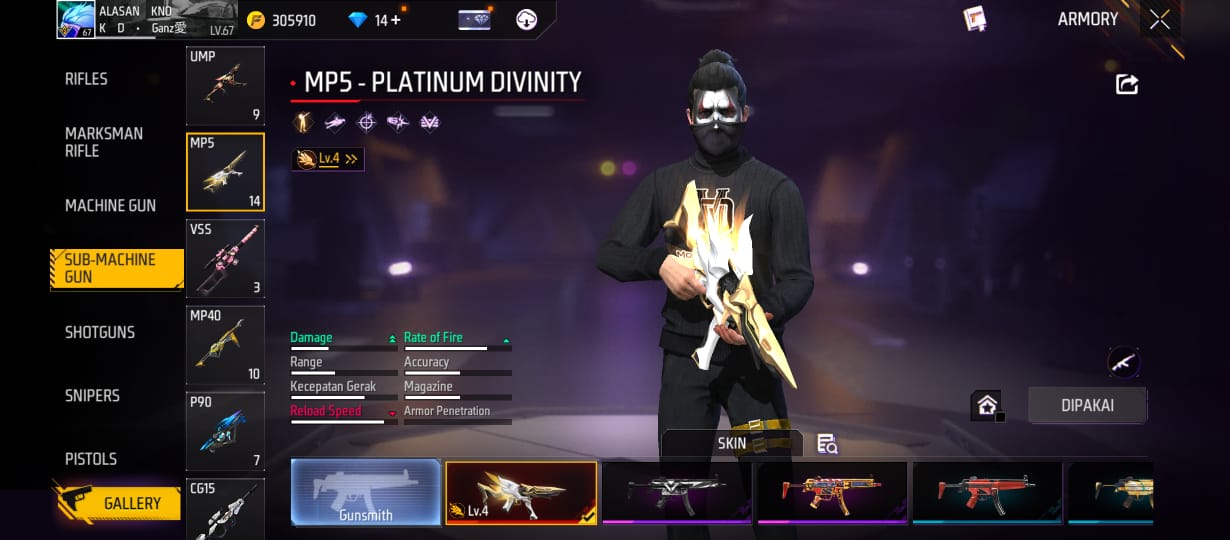 ALASAN KNO
K D . Ganz愛
67
LV.67
305910
14+
ARMORY
RIFLES
MARKSMAN
RIFLE
MACHINE GUN
SUB-MACHINE
GUN
SHOTGUNS
SNIPERS
PISTOLS
GALLERY
UMP
9
MP5
14
VSS
3
MP40
10
P90
7
CG15
MP5 - PLATINUM DIVINITY
Lv.4
Damage
Rate of Fire
Range
Accuracy
Kecepatan Gerak
Magazine
Reload Speed
Armor Penetration
DIPAKAI
SKIN
Gunsmith
Lv.4